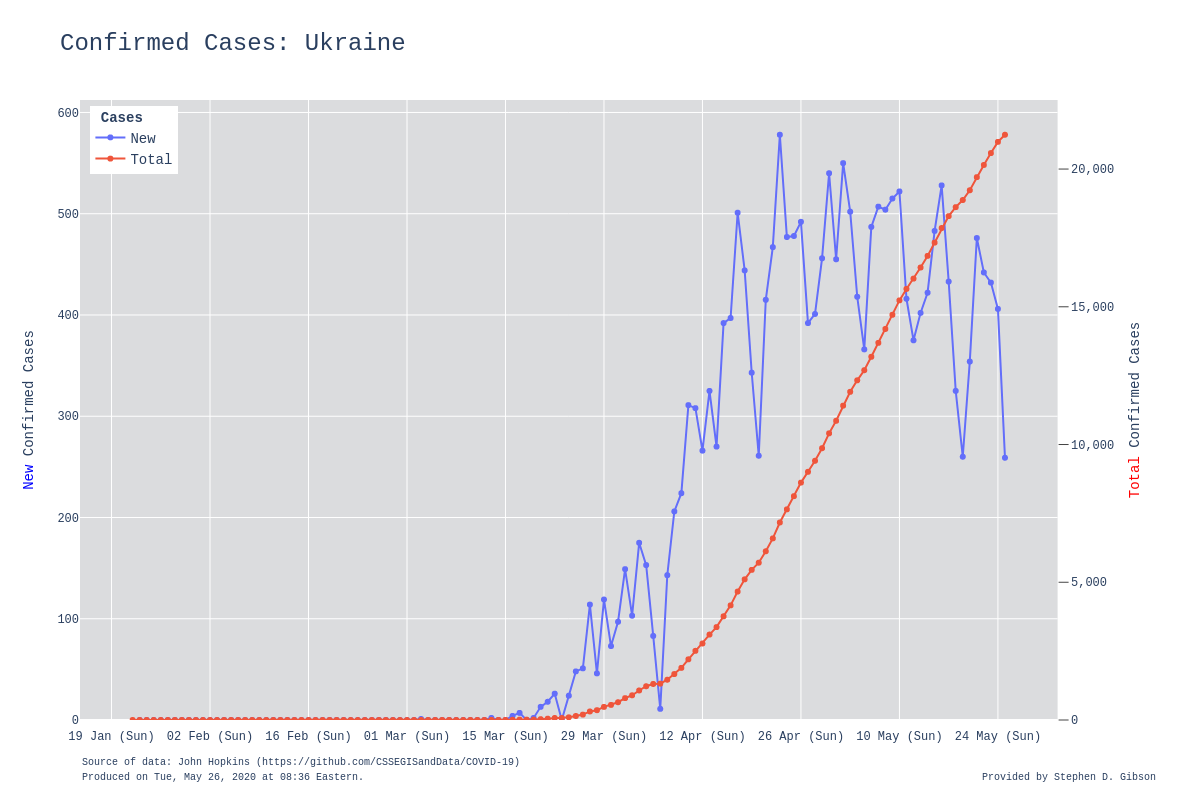 Confirmed Cases: Ukraine
Cases
New
Total
600
500
400
300
200
100
0
20,000
15,000
10,000
5,000
0
New Confirmed Cases
Total Confirmed Cases
19 Jan (Sun) 02 Feb (Sun) 16 Feb (Sun) 01 Mar (Sun) 15 Mar (Sun) 29 Mar (Sun) 12 Apr (Sun) 26 Apr (Sun) 10 May (Sun) 24 May (Sun)
Source of data: John Hopkins (https://github.com/CSSEGISandData/COVID-19)
Produced on Tue, May 26, 2020 at 08:36 Eastern.
Provided by Stephen D. Gibson